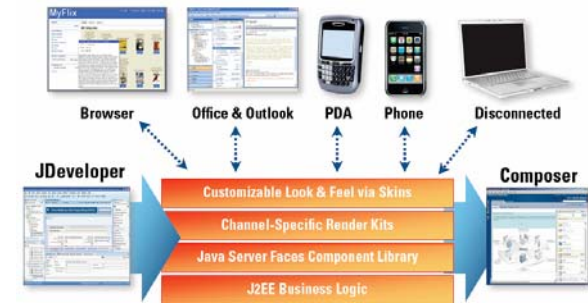 MyFlix
Browser
Office & Outlook
PDA
Phone
Disconnected
JDeveloper
Composer
Customizable Look & Feel via Skins
Channel-Specific Render Kits
Java Server Faces Component Library
J2EE Business Logic